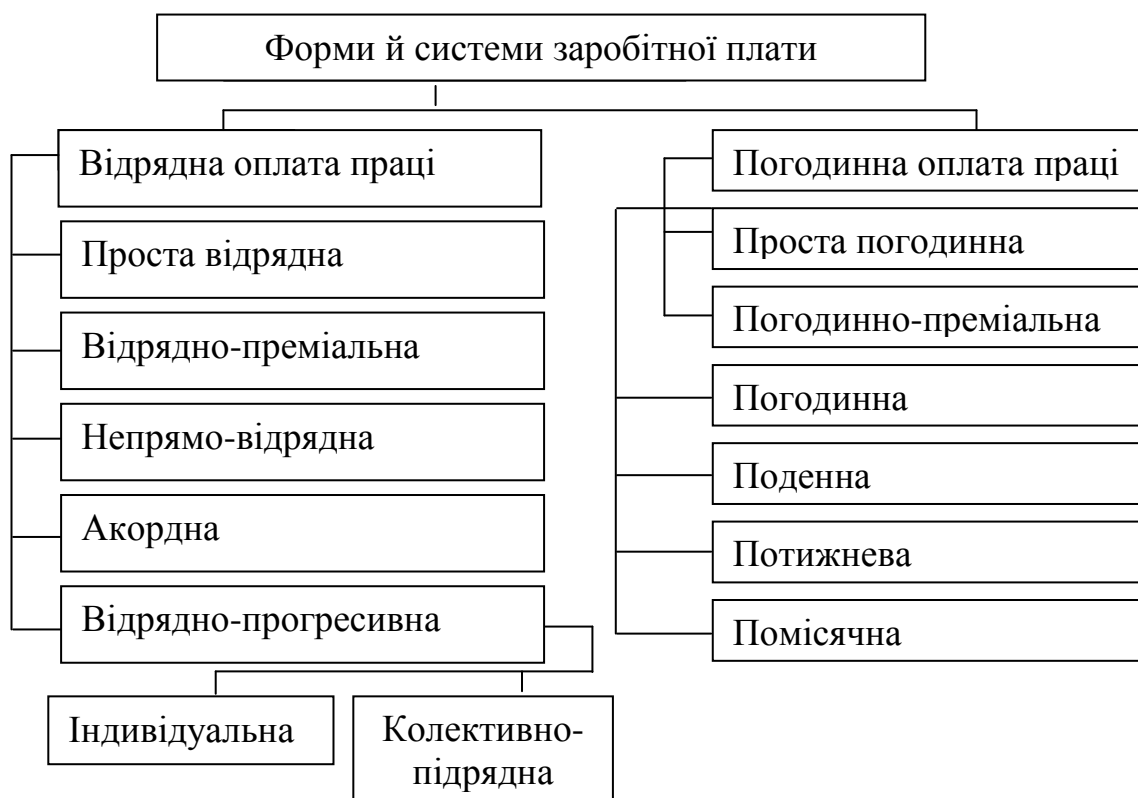 Форми й системи заробітної плати
Відрядна оплата праці
Проста відрядна
Відрядно-преміальна
Непрямо-відрядна
Акордна
Відрядно-прогресивна
Індивідуальна
Колективно-
підрядна
Погодинна оплата праці
Проста погодинна
Погодинно-преміальна
Погодинна
Поденна
Потижнева
Помісячна